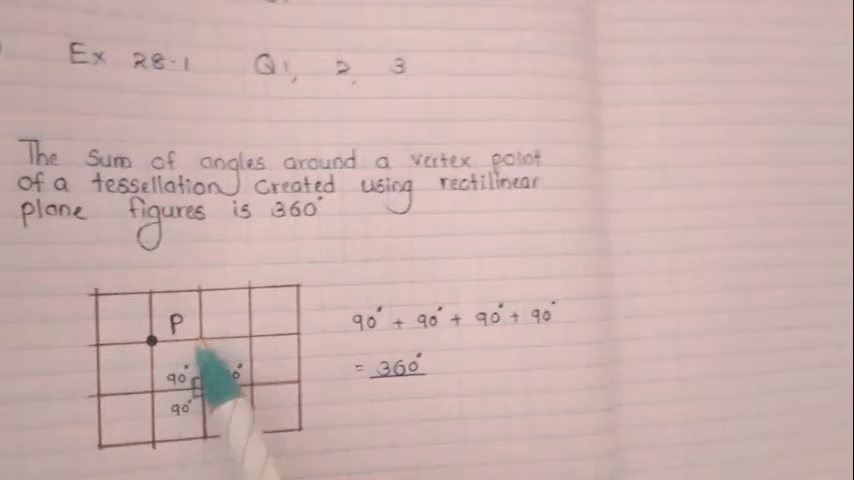 Ex 28.1 Q1, 2, 3
The sum of angles around a vertex point
of a tessellation created using rectilinear
plane figures is 360°
P
90° + 90° + 90° + 90°
= 360°
90°
90°